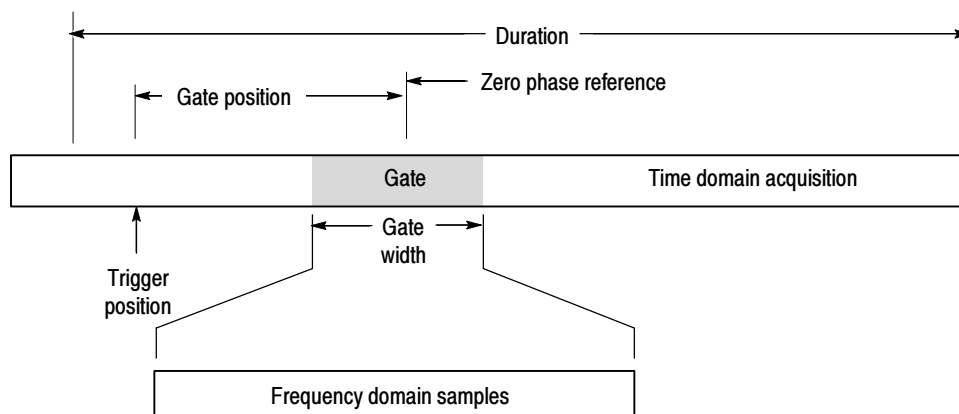 Duration
Gate position
Zero phase reference
Gate
Time domain acquisition
Gate
width
Trigger
position
Frequency domain samples